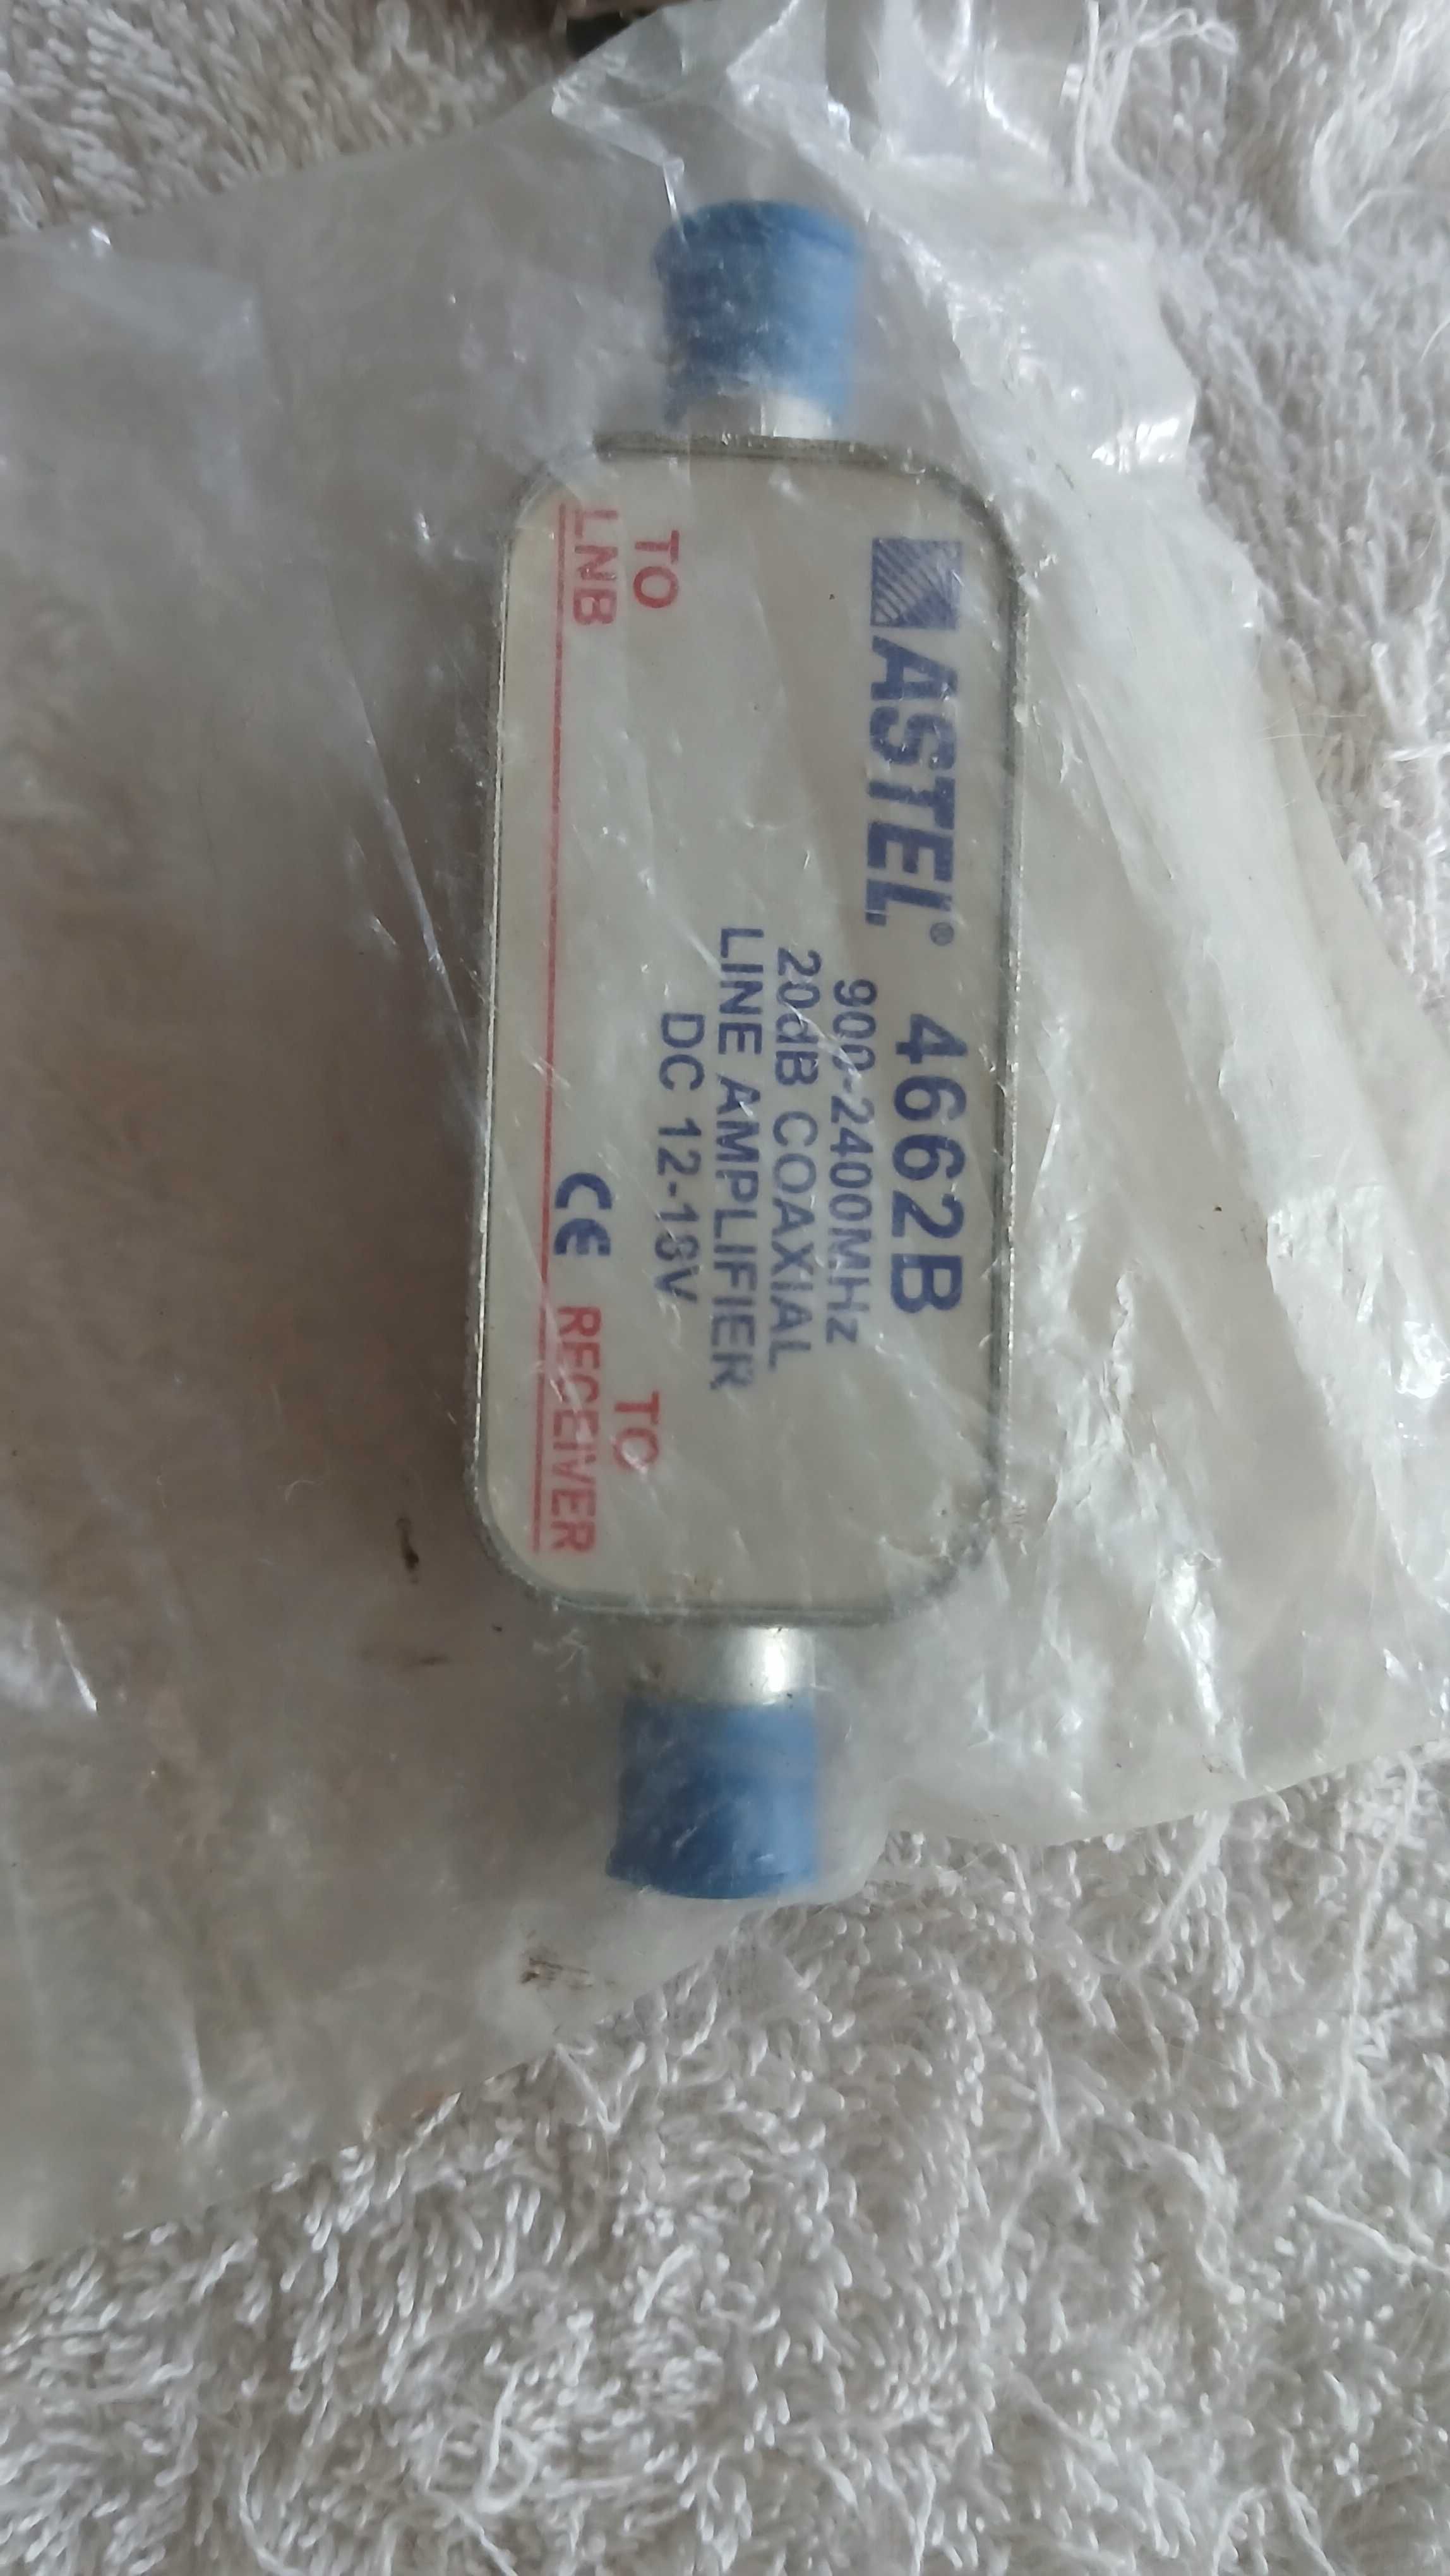 ASTEL® 4662B
900-2400MHz
20dB COAXIAL
LINE AMPLIFIER
DC 12-18V
TO
LNB
CE
TO
RECEIVER